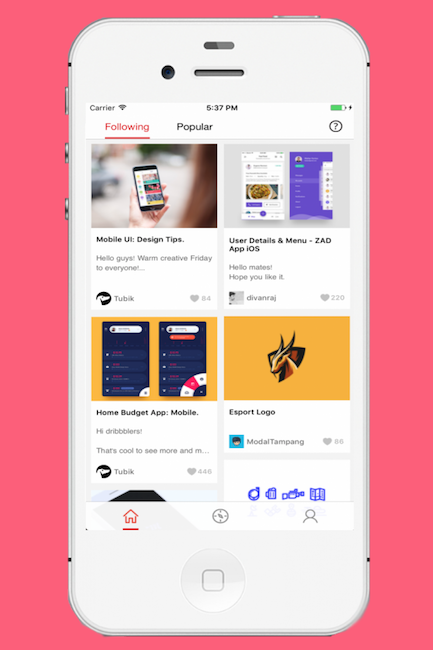 Carrier
5:37 PM
Following
Popular
?
Mobile UI: Design Tips.
Hello guys! Warm creative Friday
to everyone!...
Tubik
84
User Details & Menu - ZAD
App iOS
Hello mates!
Hope you like it.
divanraj
220
Home Budget App: Mobile.
Hi dribbblers!
That's cool to see more and m...
Tubik
446
Esport Logo
ModalTampang
86